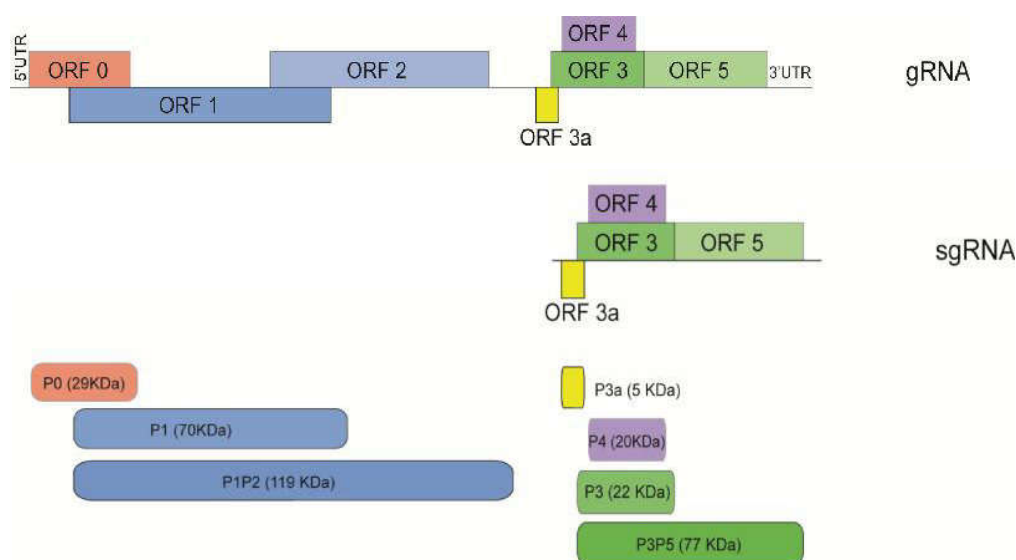 5'UTR
ORF 0
ORF 1
ORF 2
ORF 3a
ORF 4
ORF 3
ORF 5
3'UTR
gRNA
ORF 4
ORF 3
ORF 5
ORF 3a
sgRNA
P0 (29KDa)
P1 (70KDa)
P1P2 (119 KDa)
P3a (5 KDa)
P4 (20KDa)
P3 (22 KDa)
P3P5 (77 KDa)